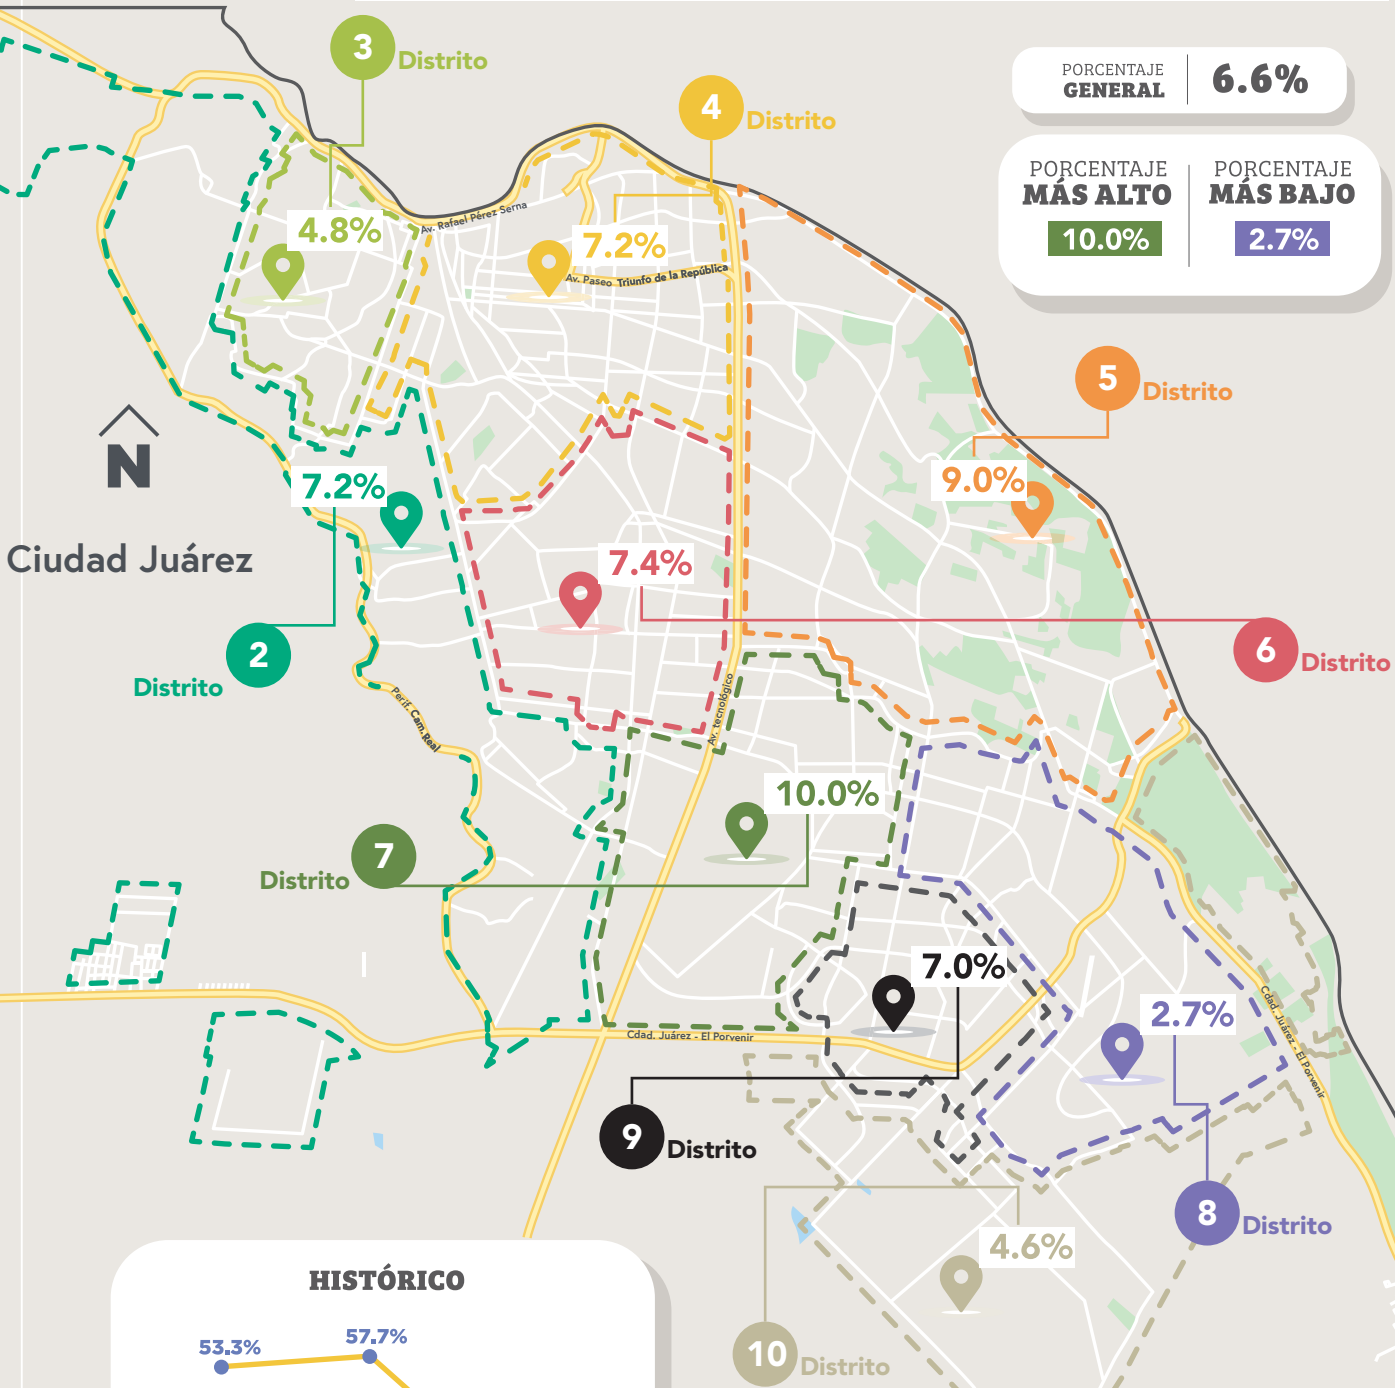 3
Distrito
4
Distrito
PORCENTAJE
GENERAL
6.6%
PORCENTAJE
MÁS ALTO
10.0%
PORCENTAJE
MÁS BAJO
2.7%
4.8%
Av. Rafael Pérez Serna
7.2%
Av. Paseo Triunfo de la República
5
Distrito
N
7.2%
9.0%
Ciudad Juárez
7.4%
2
Distrito
6
Distrito
Perif. Cam. Real
Av. tecnológico
10.0%
7
Distrito
7.0%
2.7%
Cdad. Juárez - El Porvenir
Cdad. Juárez - El Porvenir
9
Distrito
8
Distrito
4.6%
10
Distrito
HISTÓRICO
53.3%
57.7%